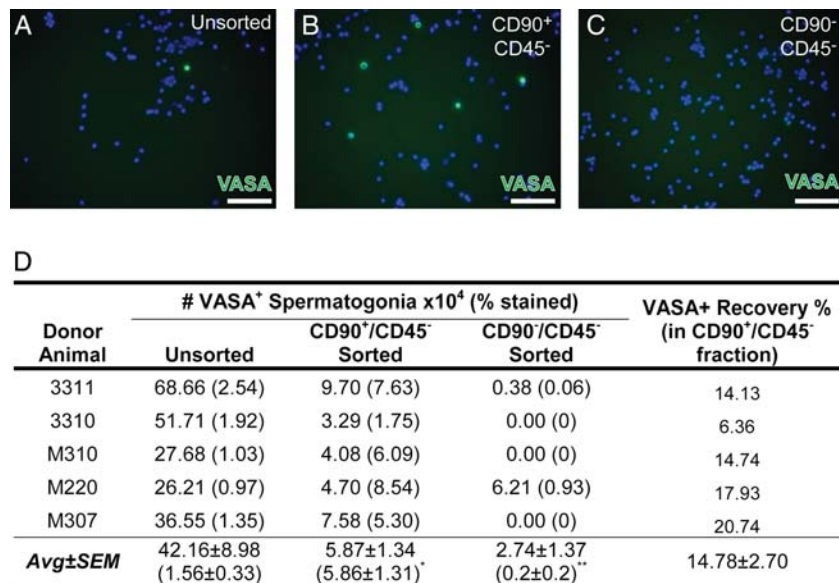 A Unsorted
VASA
B CD90+
CD45-
VASA
C CD90-
CD45-
VASA
D
# VASA+ Spermatogonia x10^4 (% stained)
VASA+ Recovery %
(in CD90+/CD45-
fraction)
Donor
Animal
Unsorted
CD90+/CD45-
Sorted
CD90-/CD45-
Sorted
3311 68.66 (2.54) 9.70 (7.63) 0.38 (0.06) 14.13
3310 51.71 (1.92) 3.29 (1.75) 0.00 (0) 6.36
M310 27.68 (1.03) 4.08 (6.09) 0.00 (0) 14.74
M220 26.21 (0.97) 4.70 (8.54) 6.21 (0.93) 17.93
M307 36.55 (1.35) 7.58 (5.30) 0.00 (0) 20.74
Avg±SEM 42.16±8.98 5.87±1.34 2.74±1.37 14.78±2.70
(1.56±0.33) (5.86±1.31)* (0.2±0.2)**